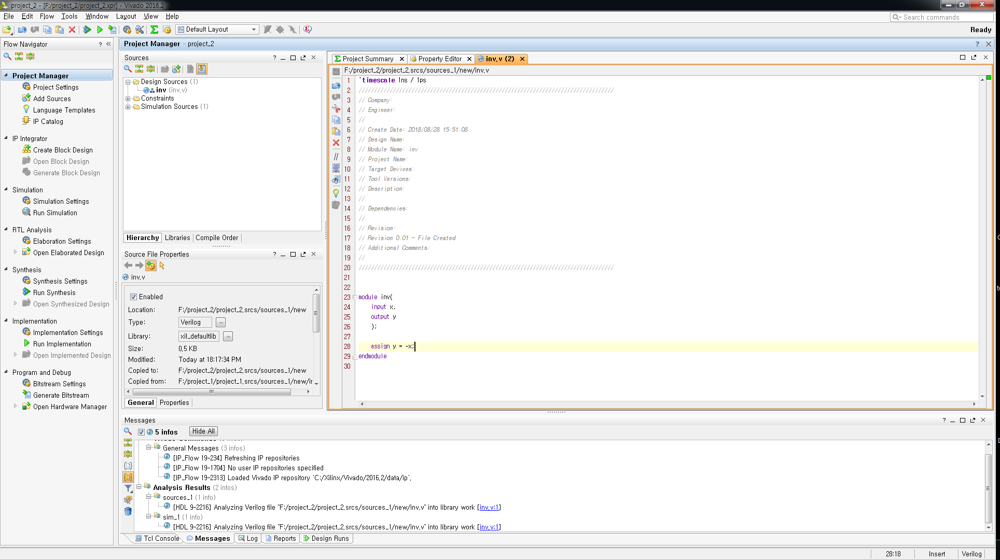 project_2 - [F:/project_2/project_2.xpr] - Vivado 2016.2
File Edit Flow Tools Window Layout View Help
Search commands
Default Layout
Ready
Flow Navigator
Project Manager
Project Settings
Add Sources
Language Templates
IP Catalog
IP Integrator
Create Block Design
Open Block Design
Generate Block Design
Simulation
Simulation Settings
Run Simulation
RTL Analysis
Elaboration Settings
Open Elaborated Design
Synthesis
Synthesis Settings
Run Synthesis
Open Synthesized Design
Implementation
Implementation Settings
Run Implementation
Open Implemented Design
Program and Debug
Bitstream Settings
Generate Bitstream
Open Hardware Manager
Project Manager - project_2
Sources
Design Sources (1)
inv (inv.v)
Constraints
Simulation Sources (1)
Hierarchy Libraries Compile Order
Source File Properties
inv.v
Enabled
Location: F:/project_2/project_2.srcs/sources_1/new
Type: Verilog
Library: xil_defaultlib
Size: 0.5 KB
Modified: Today at 18:17:34 PM
Copied to: F:/project_2/project_2.srcs/sources_1/new
Copied from: F:/project_1/project_1.srcs/sources_1/new/ir
General Properties
Project Summary Property Editor inv.v (2)
F:/project_2/project_2.srcs/sources_1/new/inv.v
1 `timescale 1ns / 1ps
2 //////////////////////////////////////////////////////////////////////////////////
3 // Company:
4 // Engineer:
5 //
6 // Create Date: 2018/08/28 15:51:08
7 // Design Name:
8 // Module Name: inv
9 // Project Name:
10 // Target Devices:
11 // Tool Versions:
12 // Description:
13 //
14 // Dependencies:
15 //
16 // Revision:
17 // Revision 0.01 - File Created
18 // Additional Comments:
19 //
20 //////////////////////////////////////////////////////////////////////////////////
21
22
23 module inv(
24 input x,
25 output y
26 );
27
28 assign y = ~x;
29 endmodule
30
Messages
5 infos Hide All
General Messages (3 infos)
[IP_Flow 19-234] Refreshing IP repositories
[IP_Flow 19-1704] No user IP repositories specified
[IP_Flow 19-2313] Loaded Vivado IP repository 'C:/Xilinx/Vivado/2016.2/data/ip'.
Analysis Results (2 infos)
sources_1 (1 info)
[HDL 9-2216] Analyzing Verilog file "F:/project_2/project_2.srcs/sources_1/new/inv.v" into library work [inv.v:1]
sim_1 (1 info)
[HDL 9-2216] Analyzing Verilog file "F:/project_2/project_2.srcs/sources_1/new/inv.v" into library work [inv.v:1]
Tcl Console Messages Log Reports Design Runs
28:18 Insert Verilog